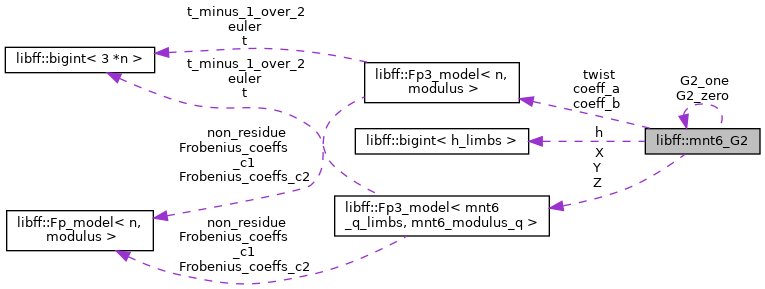 t_minus_1_over_2
euler
t
libff::bigint< 3 *n >
t_minus_1_over_2
euler
t
libff::Fp3_model< n,
modulus >
twist
coeff_a
coeff_b
G2_one
G2_zero
libff::bigint< h_limbs >
h
libff::mnt6_G2
X
Y
Z
non_residue
Frobenius_coeffs
_c1
Frobenius_coeffs_c2
libff::Fp_model< n,
modulus >
libff::Fp3_model< mnt6
_q_limbs, mnt6_modulus_q >
non_residue
Frobenius_coeffs
_c1
Frobenius_coeffs_c2